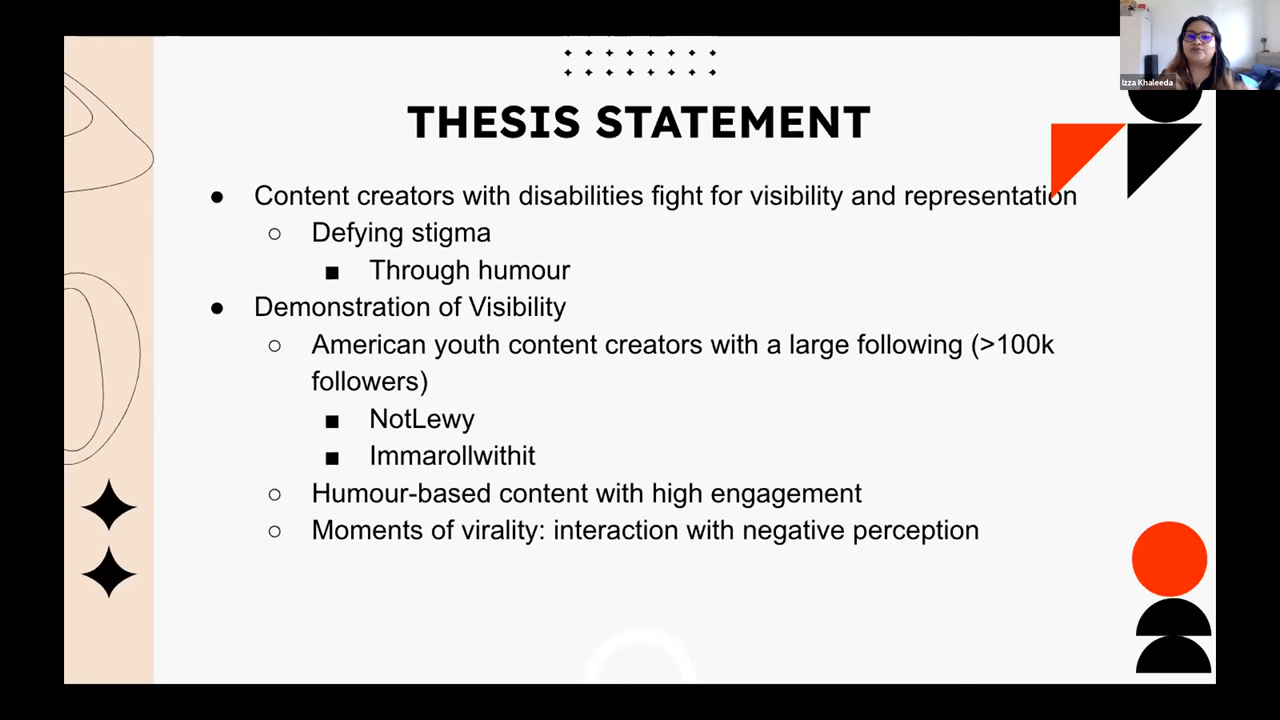 Izza Khaleeda
THESIS STATEMENT
● Content creators with disabilities fight for visibility and representation
○ Defying stigma
■ Through humour
● Demonstration of Visibility
○ American youth content creators with a large following (>100k
followers)
■ NotLewy
■ Immarollwithit
○ Humour-based content with high engagement
○ Moments of virality: interaction with negative perception